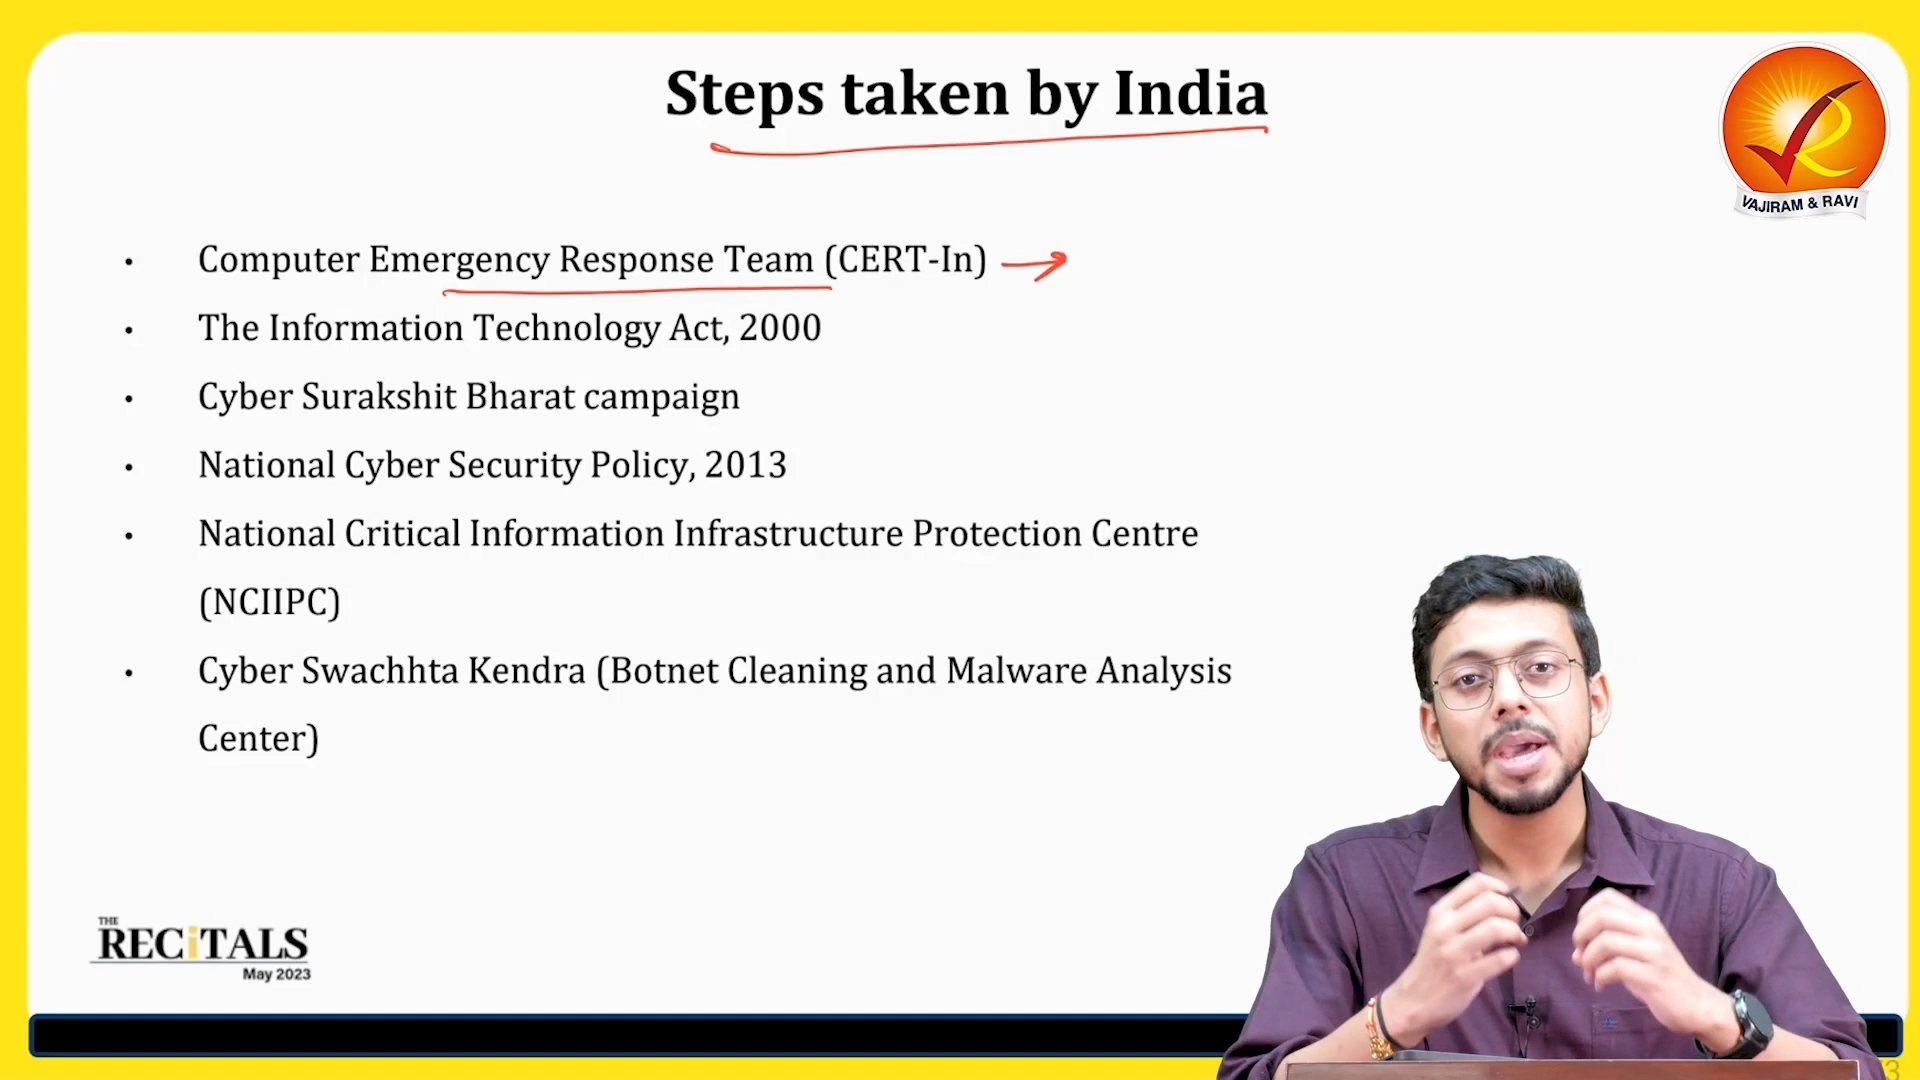 Steps taken by India
VAJIRAM & RAVI
• Computer Emergency Response Team (CERT-In)
• The Information Technology Act, 2000
• Cyber Surakshit Bharat campaign
• National Cyber Security Policy, 2013
• National Critical Information Infrastructure Protection Centre
(NCIIPC)
• Cyber Swachhta Kendra (Botnet Cleaning and Malware Analysis
Center)
THE
RECiTALS
May 2023